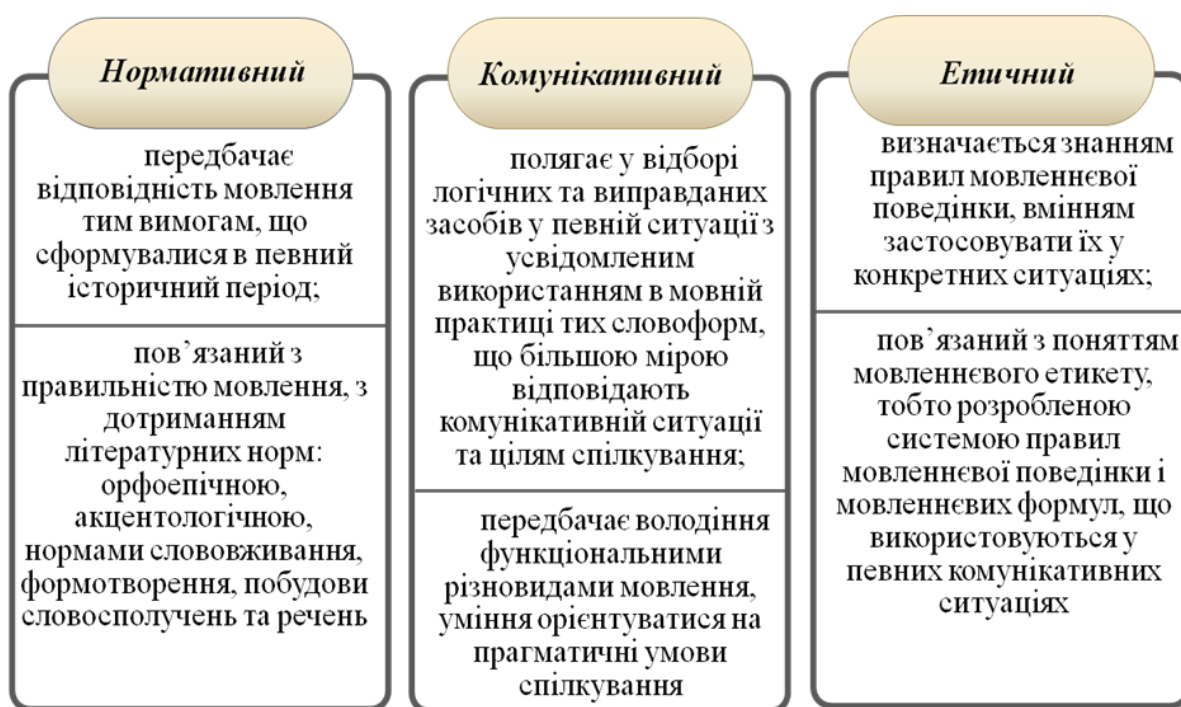 Нормативний
передбачає
відповідність мовлення
тим вимогам, що
сформувалися в певний
історичний період;
пов’язаний з
правильністю мовлення, з
дотриманням
літературних норм:
орфоепічною,
акцентологічною,
нормами слововживання,
формотворення, побудови
словосполучень та речень
Комунікативний
полягає у відборі
логічних та виправданих
засобів у певній ситуації з
усвідомленим
використанням в мовній
практиці тих словоформ,
що більшою мірою
відповідають
комунікативній ситуації
та цілям спілкування;
передбачає володіння
функціональними
різновидами мовлення,
уміння орієнтуватися на
прагматичні умови
спілкування
Етичний
визначається знанням
правил мовленнєвої
поведінки, вмінням
застосовувати їх у
конкретних ситуаціях;
пов’язаний з поняттям
мовленнєвого етикету,
тобто розробленою
системою правил
мовленнєвої поведінки і
мовленнєвих формул, що
використовуються у
певних комунікативних
ситуаціях